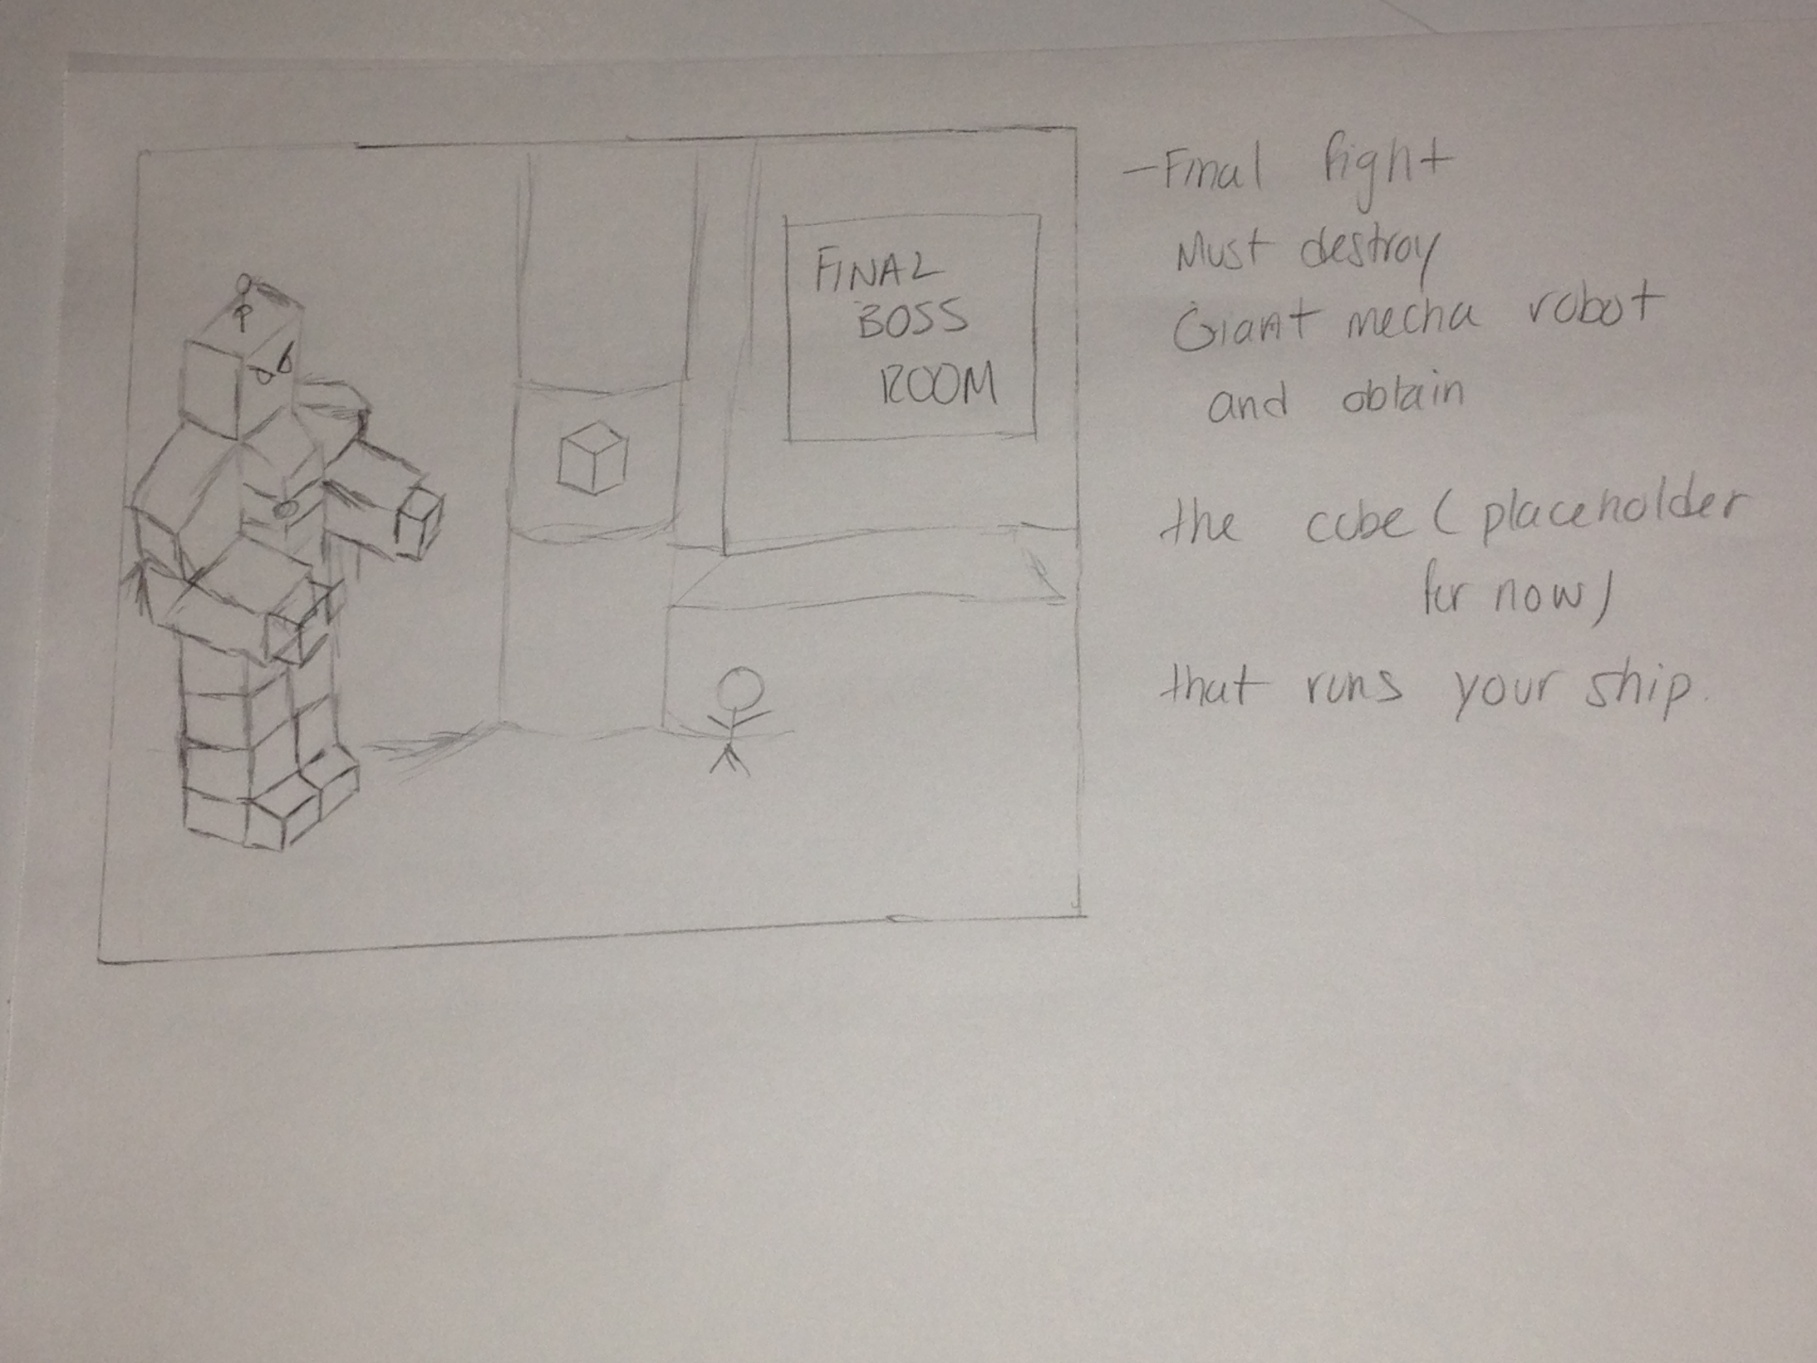 FINAL
BOSS
ROOM
-Final fight
Must destroy
Giant mecha robot
and obtain
the cube (placeholder
for now)
that runs your ship.